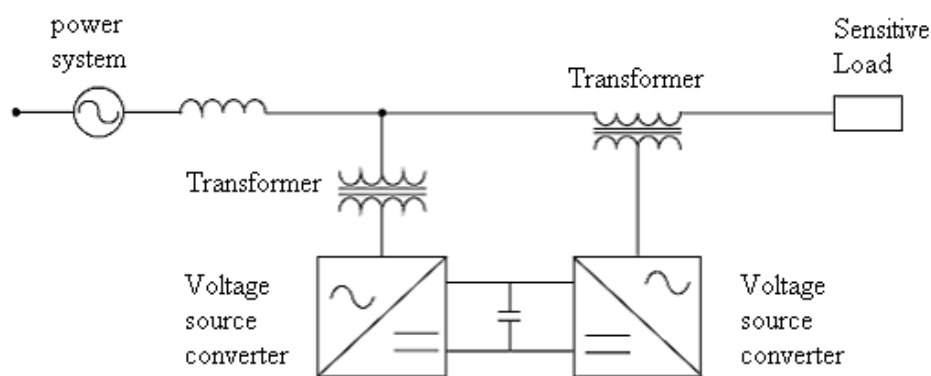 power
system
Sensitive
Load
Transformer
Transformer
Voltage
source
converter
Voltage
source
converter